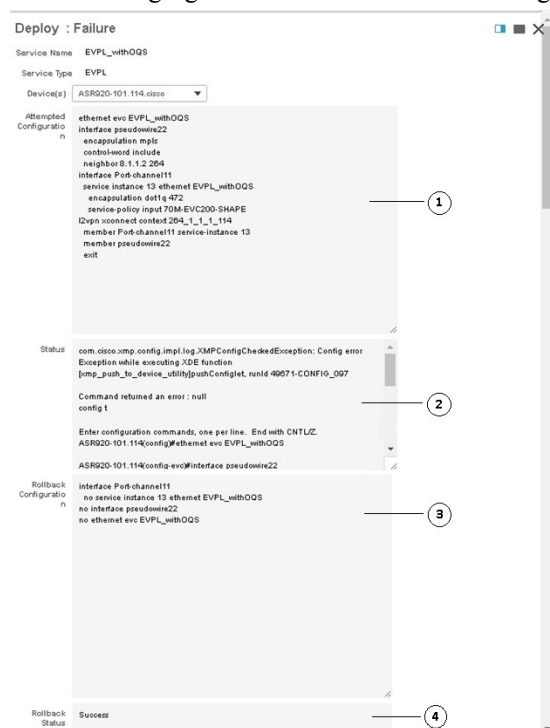 Deploy : Failure
Service Name EVPL_withOQS
Service Type EVPL
Device(s) ASR920-101.114.cisco
Attempted
Configuratio
n
ethernet evc EVPL_withOQS
interface pseudowire22
encapsulation mpls
control-word include
neighbor 8.1.1.2 264
interface Port-channel11
service instance 13 ethernet EVPL_withOQS
encapsulation dot1q 472
service-policy input 70M-EVC200-SHAPE
l2vpn xconnect context 264_1_1_1_114
member Port-channel11 service-instance 13
member pseudowire22
exit
1
Status
com.cisco.xmp.config.impl.log.XMPConfigCheckedException: Config error
Exception while executing XDE function
[xmp_push_to_device_utility]pushConfiglet, runId 49671-CONFIG_097
Command returned an error : null
config t
2
Enter configuration commands, one per line. End with CNTL/Z.
ASR920-101.114(config)#ethernet evc EVPL_withOQS
ASR920-101.114(config-evc)#interface pseudowire22
Rollback
Configuratio
n
interface Port-channel11
no service instance 13 ethernet EVPL_withOQS
no interface pseudowire22
no ethernet evc EVPL_withOQS
3
Rollback
Status
Success
4